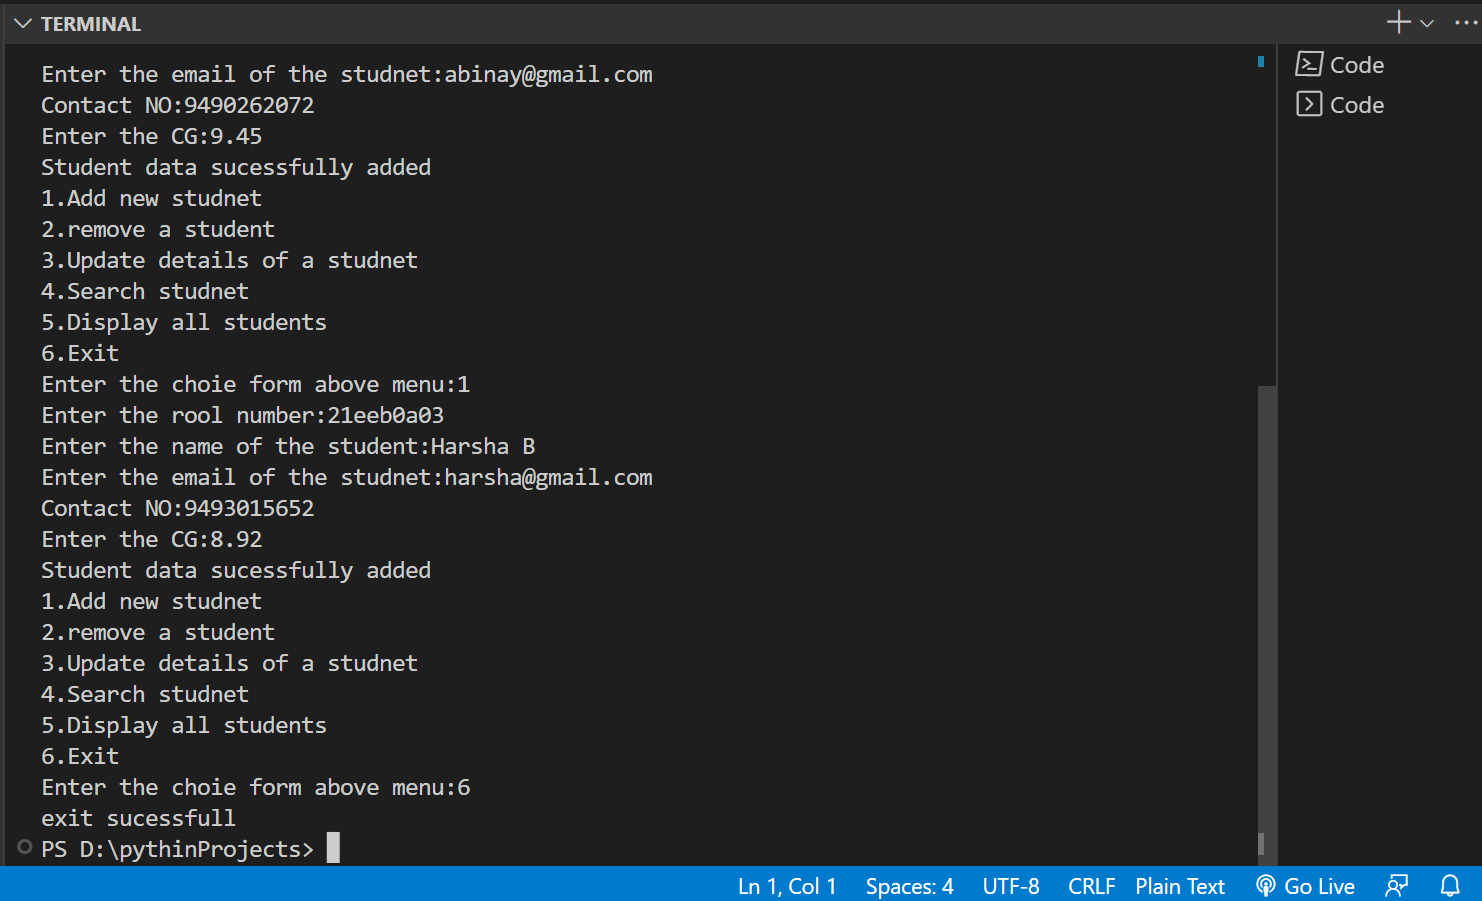 TERMINAL
Enter the email of the studnet:abinay@gmail.com
Contact NO:9490262072
Enter the CG:9.45
Student data sucessfully added
1.Add new studnet
2.remove a student
3.Update details of a studnet
4.Search studnet
5.Display all students
6.Exit
Enter the choie form above menu:1
Enter the rool number:21eeb0a03
Enter the name of the student:Harsha B
Enter the email of the studnet:harsha@gmail.com
Contact NO:9493015652
Enter the CG:8.92
Student data sucessfully added
1.Add new studnet
2.remove a student
3.Update details of a studnet
4.Search studnet
5.Display all students
6.Exit
Enter the choie form above menu:6
exit sucessfull
PS D:\pythinProjects>
Code
Code
Ln 1, Col 1 Spaces: 4 UTF-8 CRLF Plain Text Go Live